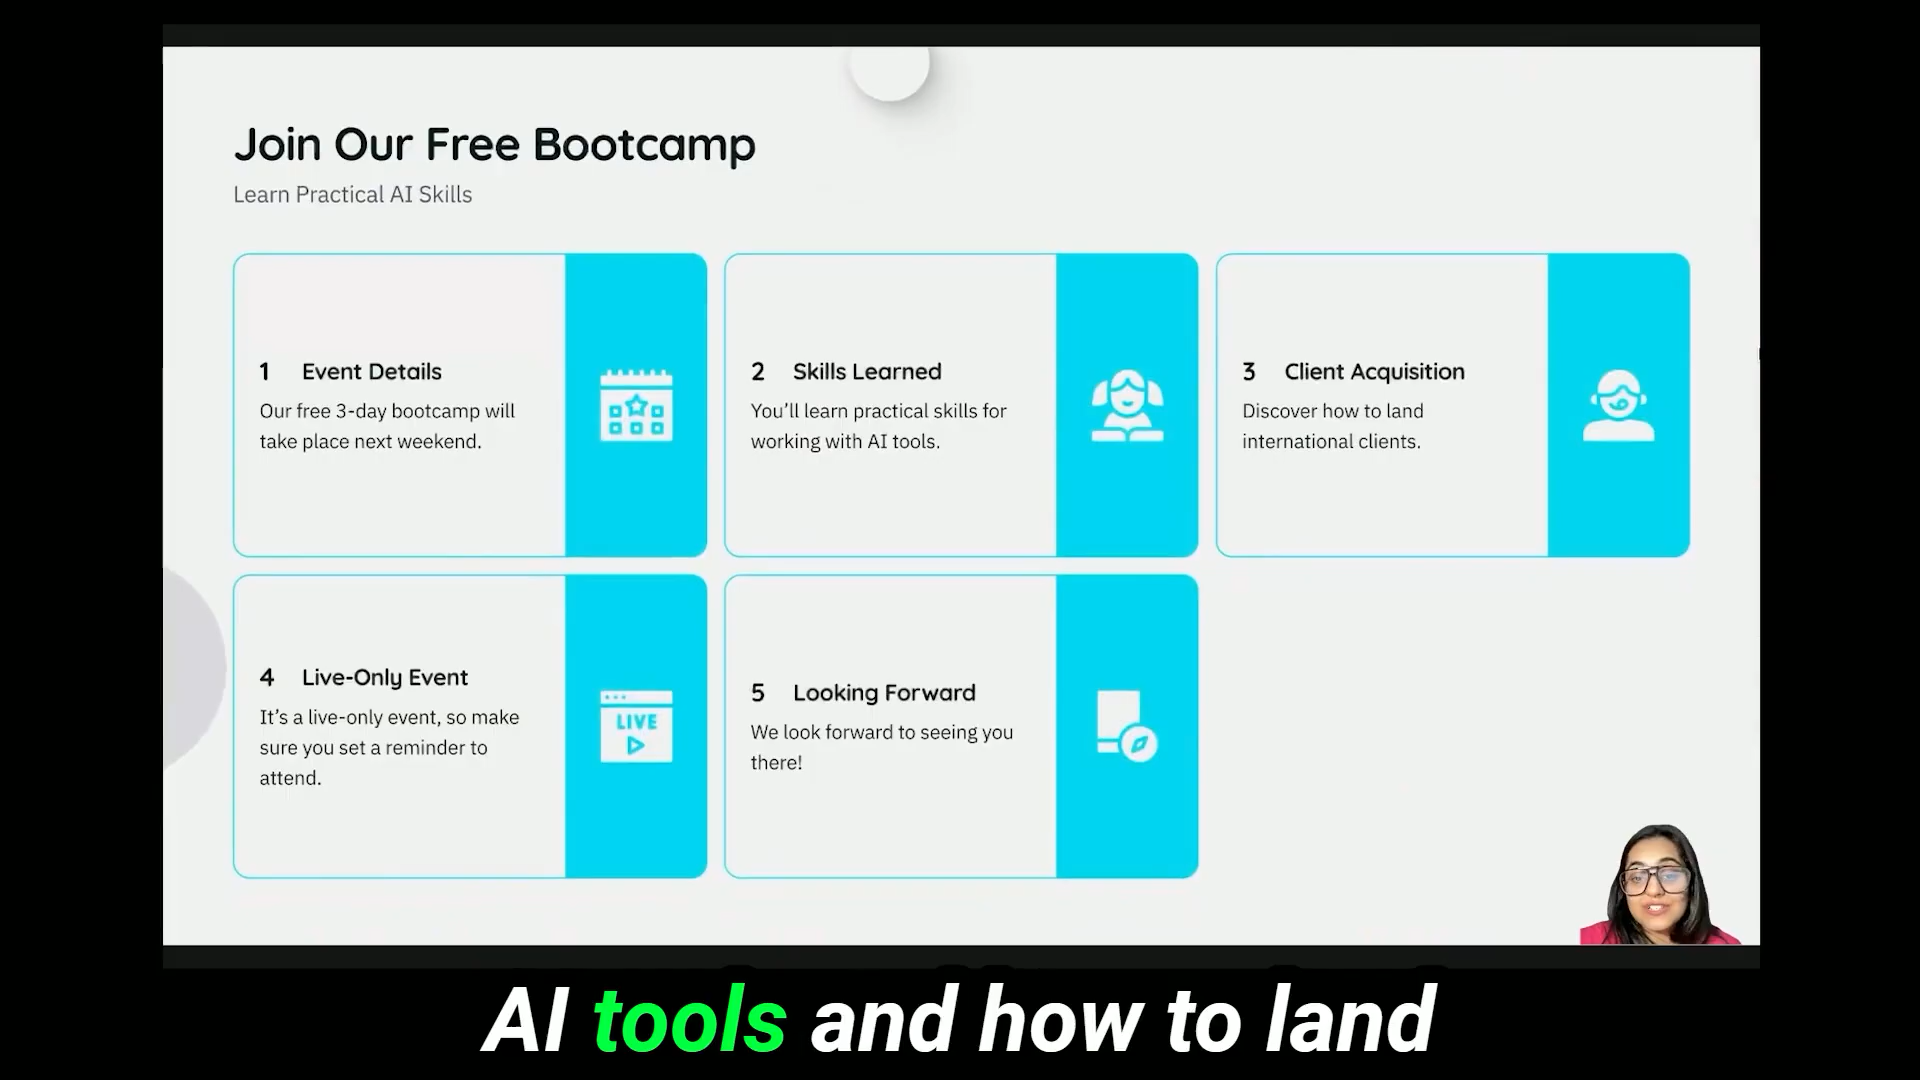 Join Our Free Bootcamp
Learn Practical AI Skills
1 Event Details
Our free 3-day bootcamp will
take place next weekend.
2 Skills Learned
You’ll learn practical skills for
working with AI tools.
3 Client Acquisition
Discover how to land
international clients.
4 Live-Only Event
It’s a live-only event, so make
sure you set a reminder to
attend.
LIVE
5 Looking Forward
We look forward to seeing you
there!
AI tools and how to land